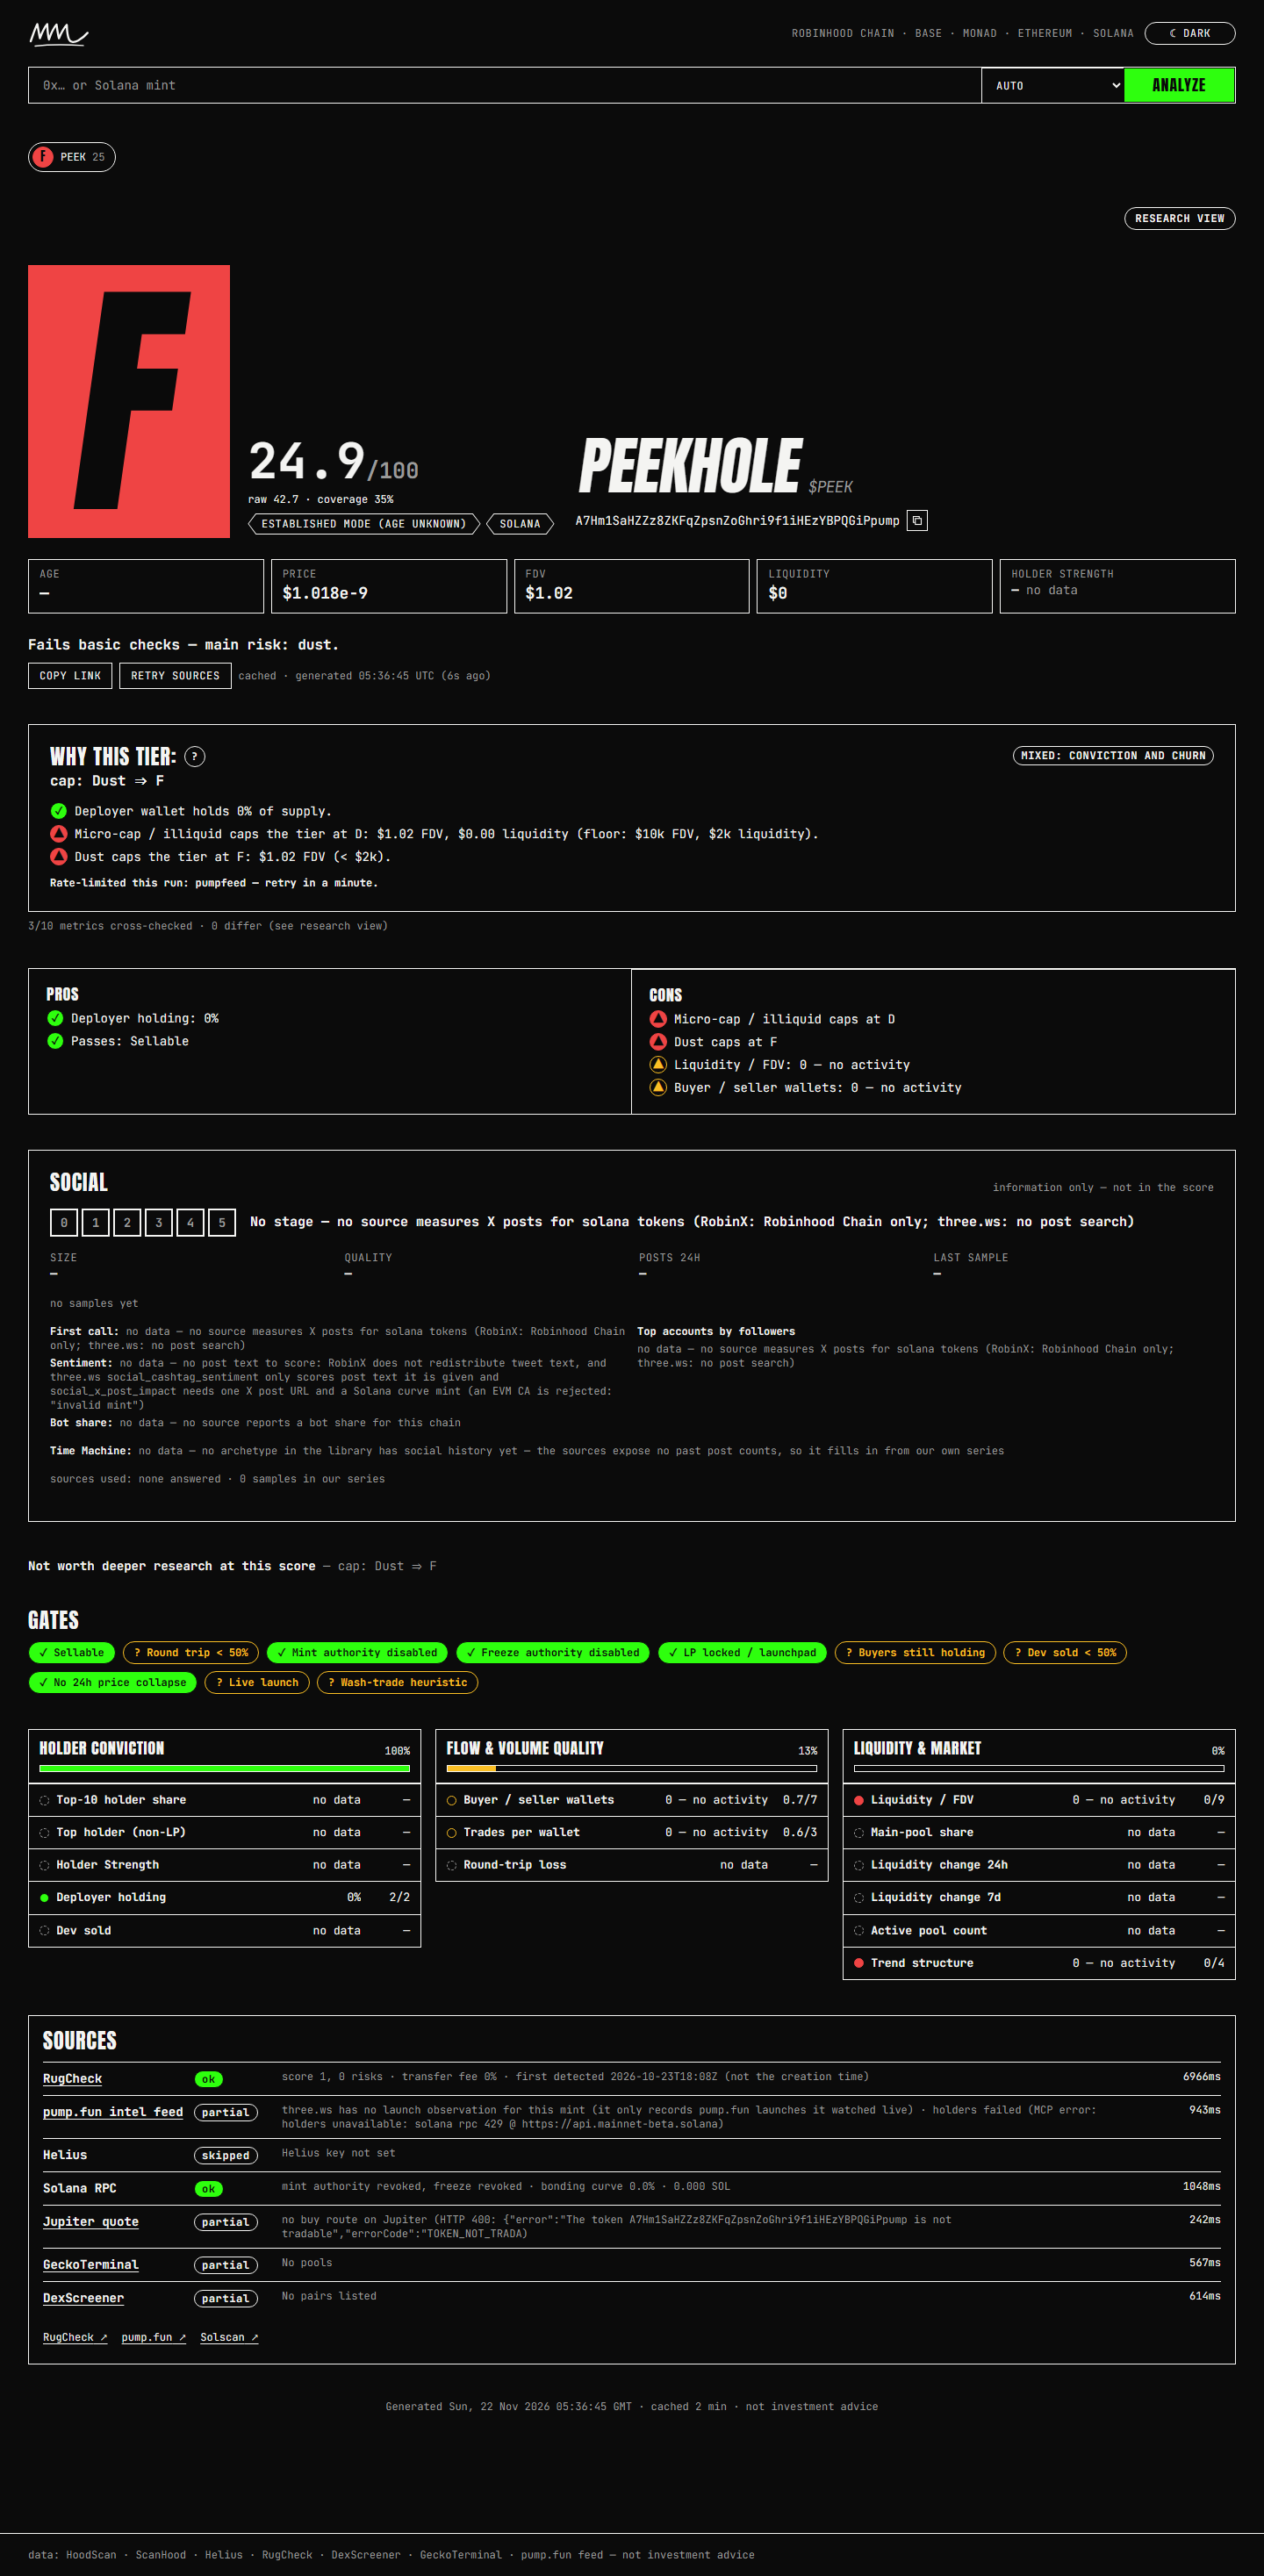 ROBINHOOD CHAIN · BASE · MONAD · ETHEREUM · SOLANA
☾ DARK
0x… or Solana mint
AUTO
ANALYZE
F PEEK 25
RESEARCH VIEW
F
24.9/100
raw 42.7 · coverage 35%
ESTABLISHED MODE (AGE UNKNOWN)
SOLANA
PEEKHOLE $PEEK
A7Hm1SaHZZz8ZKFqZpsnZoGhri9f1iHEzYBPQGiPpump
AGE
—
PRICE
$1.018e-9
FDV
$1.02
LIQUIDITY
$0
HOLDER STRENGTH
— no data
Fails basic checks — main risk: dust.
COPY LINK
RETRY SOURCES
cached · generated 05:36:45 UTC (6s ago)
WHY THIS TIER: ?
MIXED: CONVICTION AND CHURN
cap: Dust ⇒ F
✓ Deployer wallet holds 0% of supply.
Micro-cap / illiquid caps the tier at D: $1.02 FDV, $0.00 liquidity (floor: $10k FDV, $2k liquidity).
Dust caps the tier at F: $1.02 FDV (< $2k).
Rate-limited this run: pumpfeed — retry in a minute.
3/10 metrics cross-checked · 0 differ (see research view)
PROS
✓ Deployer holding: 0%
✓ Passes: Sellable
CONS
Micro-cap / illiquid caps at D
Dust caps at F
Liquidity / FDV: 0 — no activity
Buyer / seller wallets: 0 — no activity
SOCIAL
information only — not in the score
0 1 2 3 4 5 No stage — no source measures X posts for solana tokens (RobinX: Robinhood Chain only; three.ws: no post search)
SIZE
—
QUALITY
—
POSTS 24H
—
LAST SAMPLE
—
no samples yet
First call: no data — no source measures X posts for solana tokens (RobinX: Robinhood Chain
only; three.ws: no post search)
Sentiment: no data — no post text to score: RobinX does not redistribute tweet text, and
three.ws social_cashtag_sentiment only scores post text it is given and
social_x_post_impact needs one X post URL and a Solana curve mint (an EVM CA is rejected:
"invalid mint")
Bot share: no data — no source reports a bot share for this chain
Top accounts by followers
no data — no source measures X posts for solana tokens (RobinX: Robinhood Chain only;
three.ws: no post search)
Time Machine: no data — no archetype in the library has social history yet — the sources expose no past post counts, so it fills in from our own series
sources used: none answered · 0 samples in our series
Not worth deeper research at this score — cap: Dust ⇒ F
GATES
✓ Sellable ? Round trip < 50% ✓ Mint authority disabled ✓ Freeze authority disabled ✓ LP locked / launchpad ? Buyers still holding ? Dev sold < 50%
✓ No 24h price collapse ? Live launch ? Wash-trade heuristic
HOLDER CONVICTION 100%
Top-10 holder share no data —
Top holder (non-LP) no data —
Holder Strength no data —
Deployer holding 0% 2/2
Dev sold no data —
FLOW & VOLUME QUALITY 13%
Buyer / seller wallets 0 — no activity 0.7/7
Trades per wallet 0 — no activity 0.6/3
Round-trip loss no data —
LIQUIDITY & MARKET 0%
Liquidity / FDV 0 — no activity 0/9
Main-pool share no data —
Liquidity change 24h no data —
Liquidity change 7d no data —
Active pool count no data —
Trend structure 0 — no activity 0/4
SOURCES
RugCheck ok score 1, 0 risks · transfer fee 0% · first detected 2026-10-23T18:08Z (not the creation time) 6966ms
pump.fun intel feed partial three.ws has no launch observation for this mint (it only records pump.fun launches it watched live) · holders failed (MCP error: 943ms
holders unavailable: solana rpc 429 @ https://api.mainnet-beta.solana)
Helius skipped Helius key not set
Solana RPC ok mint authority revoked, freeze revoked · bonding curve 0.0% · 0.000 SOL 1048ms
Jupiter quote partial no buy route on Jupiter (HTTP 400: {"error":"The token A7Hm1SaHZZz8ZKFqZpsnZoGhri9f1iHEzYBPQGiPpump is not 242ms
tradable","errorCode":"TOKEN_NOT_TRADA)
GeckoTerminal partial No pools 567ms
DexScreener partial No pairs listed 614ms
RugCheck ↗ pump.fun ↗ Solscan ↗
Generated Sun, 22 Nov 2026 05:36:45 GMT · cached 2 min · not investment advice
data: HoodScan · ScanHood · Helius · RugCheck · DexScreener · GeckoTerminal · pump.fun feed — not investment advice